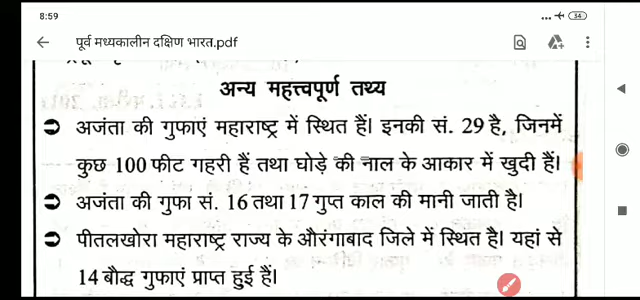 8:59
54
पूर्व मध्यकालीन दक्षिण भारत.pdf
अन्य महत्त्वपूर्ण तथ्य
अजंता की गुफाएं महाराष्ट्र में स्थित हैं। इनकी सं. 29 है, जिनमें
कुछ 100 फीट गहरी हैं तथा घोड़े की नाल के आकार में खुदी हैं।
अजंता की गुफा सं. 16 तथा 17 गुप्त काल की मानी जाती है।
पीतलखोरा महाराष्ट्र राज्य के औरंगाबाद जिले में स्थित है। यहां से
14 बौद्ध गुफाएं प्राप्त हुई हैं।